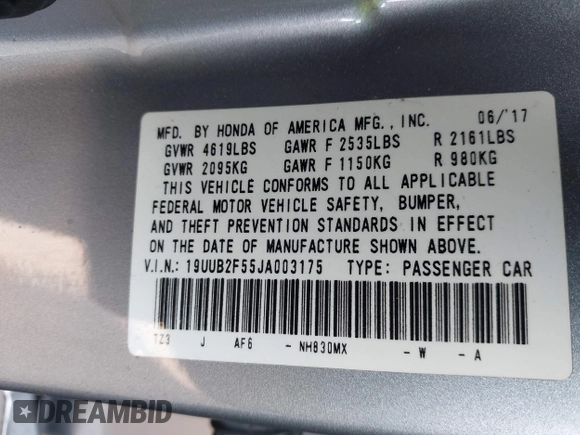 MFD. BY HONDA OF AMERICA MFG., INC. 06/'17
GVWR 4619LBS GAWR F 2535LBS R 2161LBS
GVWR 2095KG GAWR F 1150KG R 980KG
THIS VEHICLE CONFORMS TO ALL APPLICABLE
FEDERAL MOTOR VEHICLE SAFETY, BUMPER,
AND THEFT PREVENTION STANDARDS IN EFFECT
ON THE DATE OF MANUFACTURE SHOWN ABOVE.
V.I.N.: 19UUB2F55JA003175 TYPE: PASSENGER CAR
TZ3 J AF6 - NH830MX - W - A
DREAMBID